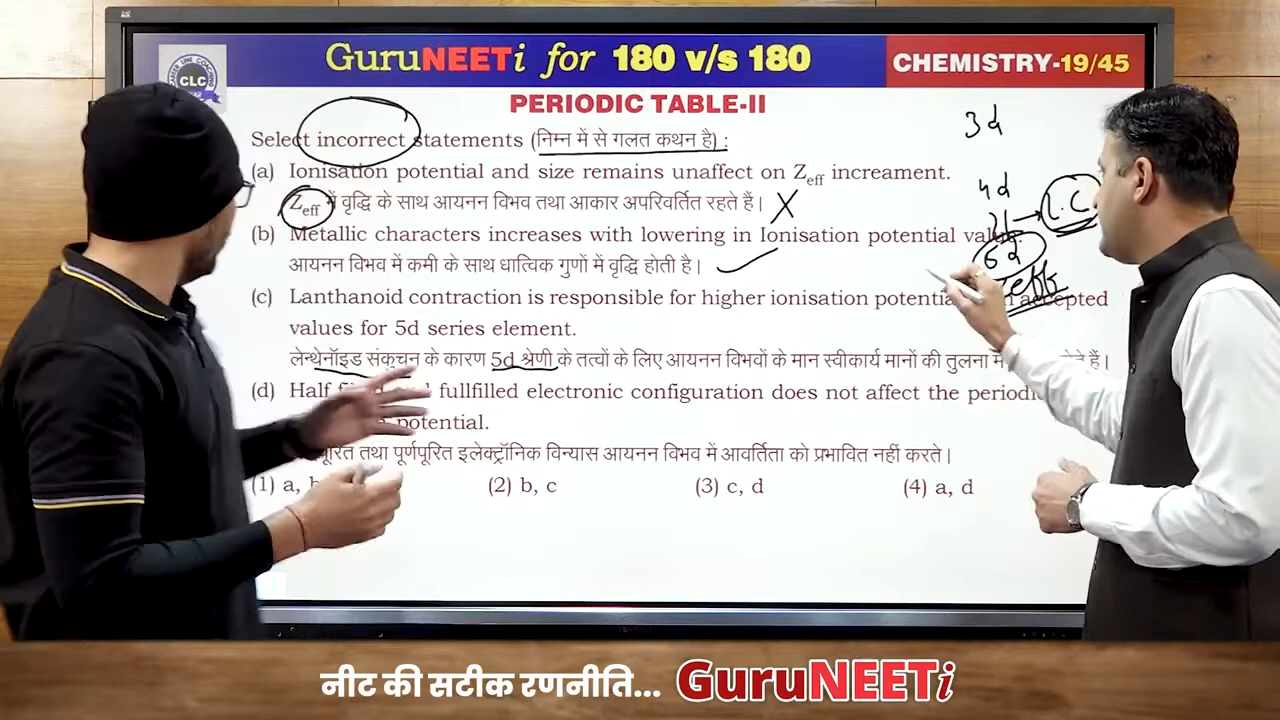 GuruNEETi for 180 v/s 180
CHEMISTRY-19/45
CLC
PERIODIC TABLE-II
Select incorrect statements (निम्न में से गलत कथन है) :
(a) Ionisation potential and size remains unaffect on Zeff increament.
Zeff में वृद्धि के साथ आयनन विभव तथा आकार अपरिवर्तित रहते हैं।
(b) Metallic characters increases with lowering in Ionisation potential value.
आयनन विभव में कमी के साथ धात्विक गुणों में वृद्धि होती है।
(c) Lanthanoid contraction is responsible for higher ionisation accepted
values for 5d series element.
लेन्थेनॉइड संकुचन के कारण 5d श्रेणी के तत्वों के लिए आयनन विभवों के मान स्वीकार्य मानों की तुलना हैं।
(d) fullfilled electronic configuration does not affect the
potential.
तथा पूर्णपूरित इलेक्ट्रॉनिक विन्यास आयनन विभव में आवर्तिता को प्रभावित नहीं करते।
(1) a, (2) b, c (3) c, d (4) a, d
3d
4d
L.C
6d
Zeff
नीट की सटीक रणनीति... GuruNEETi